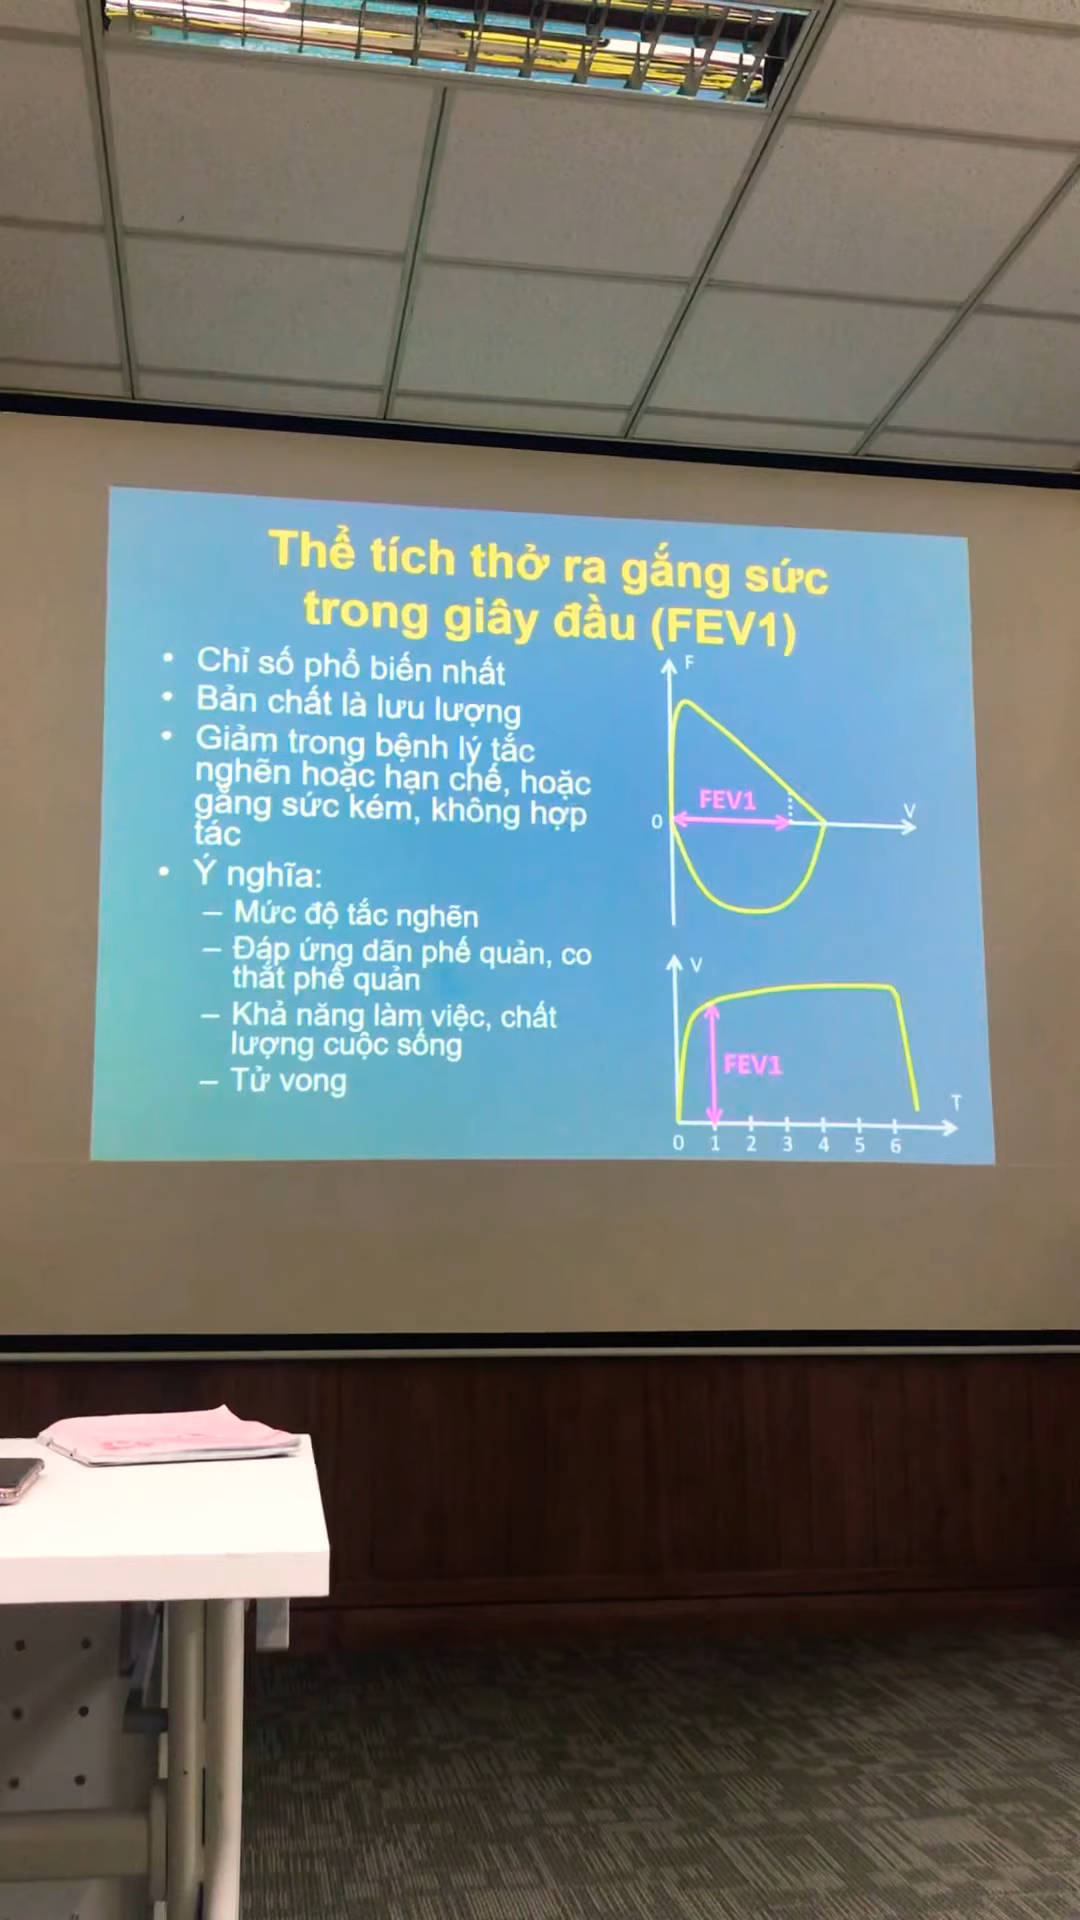 Thể tích thở ra gắng sức
trong giây đầu (FEV1)
• Chỉ số phổ biến nhất
• Bản chất là lưu lượng
• Giảm trong bệnh lý tắc
nghẽn hoặc hạn chế, hoặc
gắng sức kém, không hợp
tác
• Ý nghĩa:
– Mức độ tắc nghẽn
– Đáp ứng dãn phế quản, co
thắt phế quản
– Khả năng làm việc, chất
lượng cuộc sống
– Tử vong
F
FEV1
0
V
V
FEV1
T
0 1 2 3 4 5 6